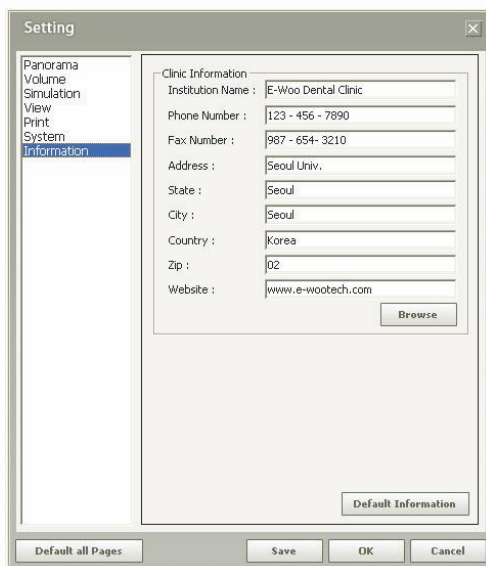 Setting
Panorama
Volume
Simulation
View
Print
System
Information
Clinic Information
Institution Name : E-Woo Dental Clinic
Phone Number : 123 - 456 - 7890
Fax Number : 987 - 654- 3210
Address : Seoul Univ.
State : Seoul
City : Seoul
Country : Korea
Zip : 02
Website : www.e-wootech.com
Browse
Default Information
Default all Pages Save OK Cancel